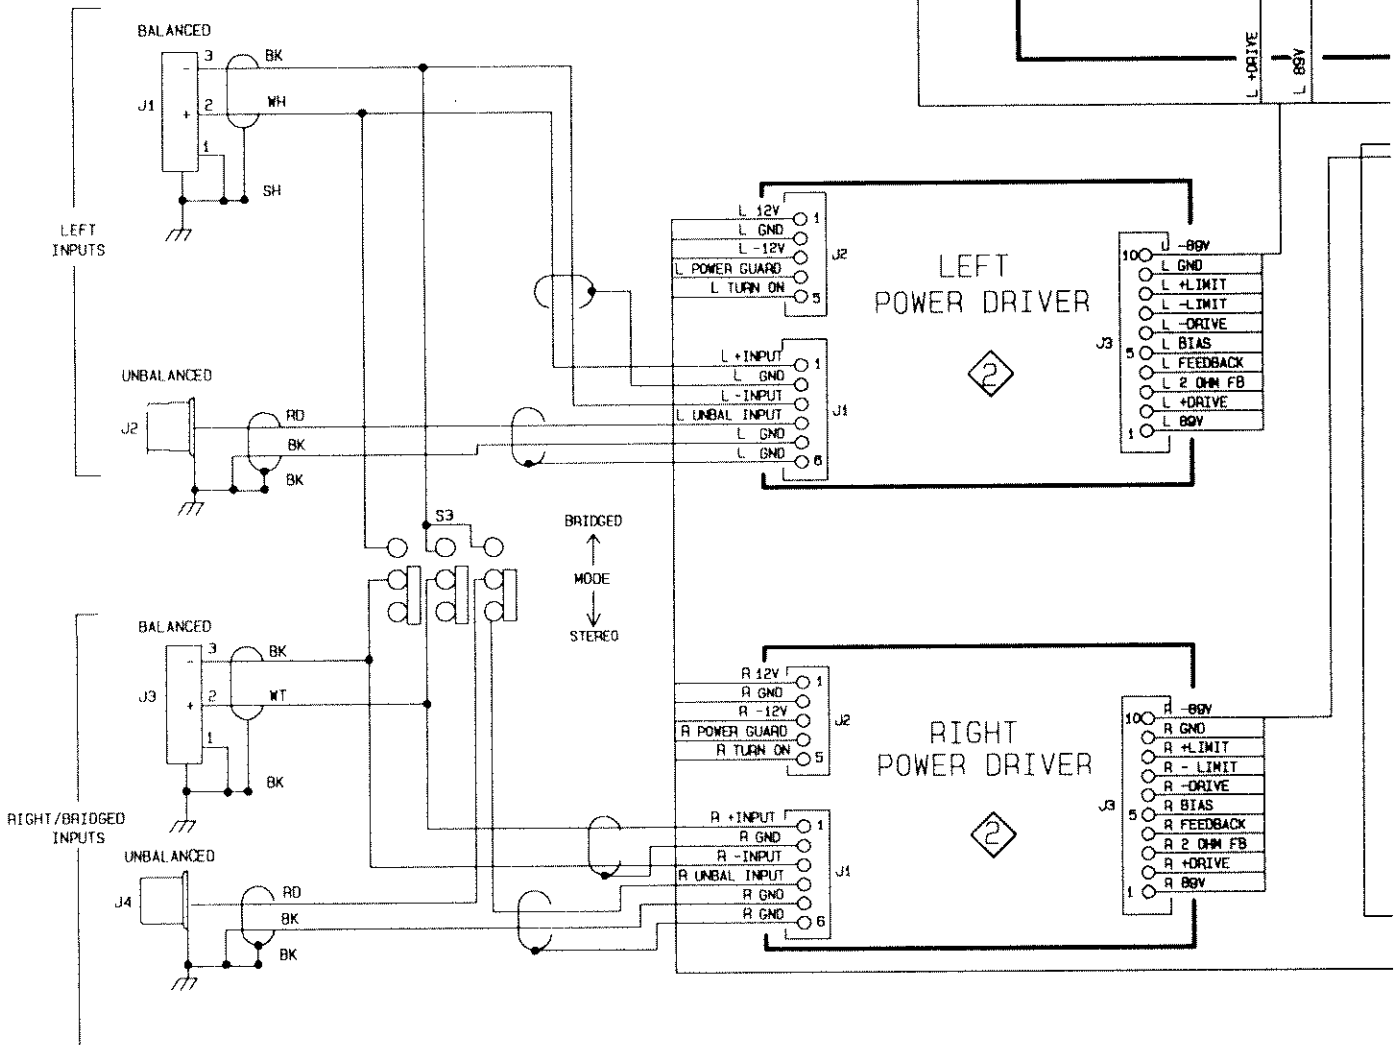 BALANCED
J1
3
-
BK
2
+
WH
1
SH
LEFT
INPUTS
UNBALANCED
J2
RD
BK
BK
S3
BRIDGED
MODE
STEREO
BALANCED
J3
3
-
BK
2
+
WT
1
BK
RIGHT/BRIDGED
INPUTS
UNBALANCED
J4
RD
BK
BK
L +DRIVE
L 89V
L 12V
L GND
L -12V
L POWER GUARD
L TURN ON
1
5
J2
L +INPUT
L GND
L -INPUT
L UNBAL INPUT
L GND
L GND
1
6
J1
LEFT
POWER DRIVER
2
J3
10
5
1
L -89V
L GND
L +LIMIT
L -LIMIT
L -DRIVE
L BIAS
L FEEDBACK
L 2 OHM FB
L +DRIVE
L 89V
R 12V
R GND
R -12V
R POWER GUARD
R TURN ON
1
5
J2
R +INPUT
R GND
R -INPUT
R UNBAL INPUT
R GND
R GND
1
6
J1
RIGHT
POWER DRIVER
2
J3
10
5
1
R -89V
R GND
R +LIMIT
R - LIMIT
R -DRIVE
R BIAS
R FEEDBACK
R 2 OHM FB
R +DRIVE
R 89V